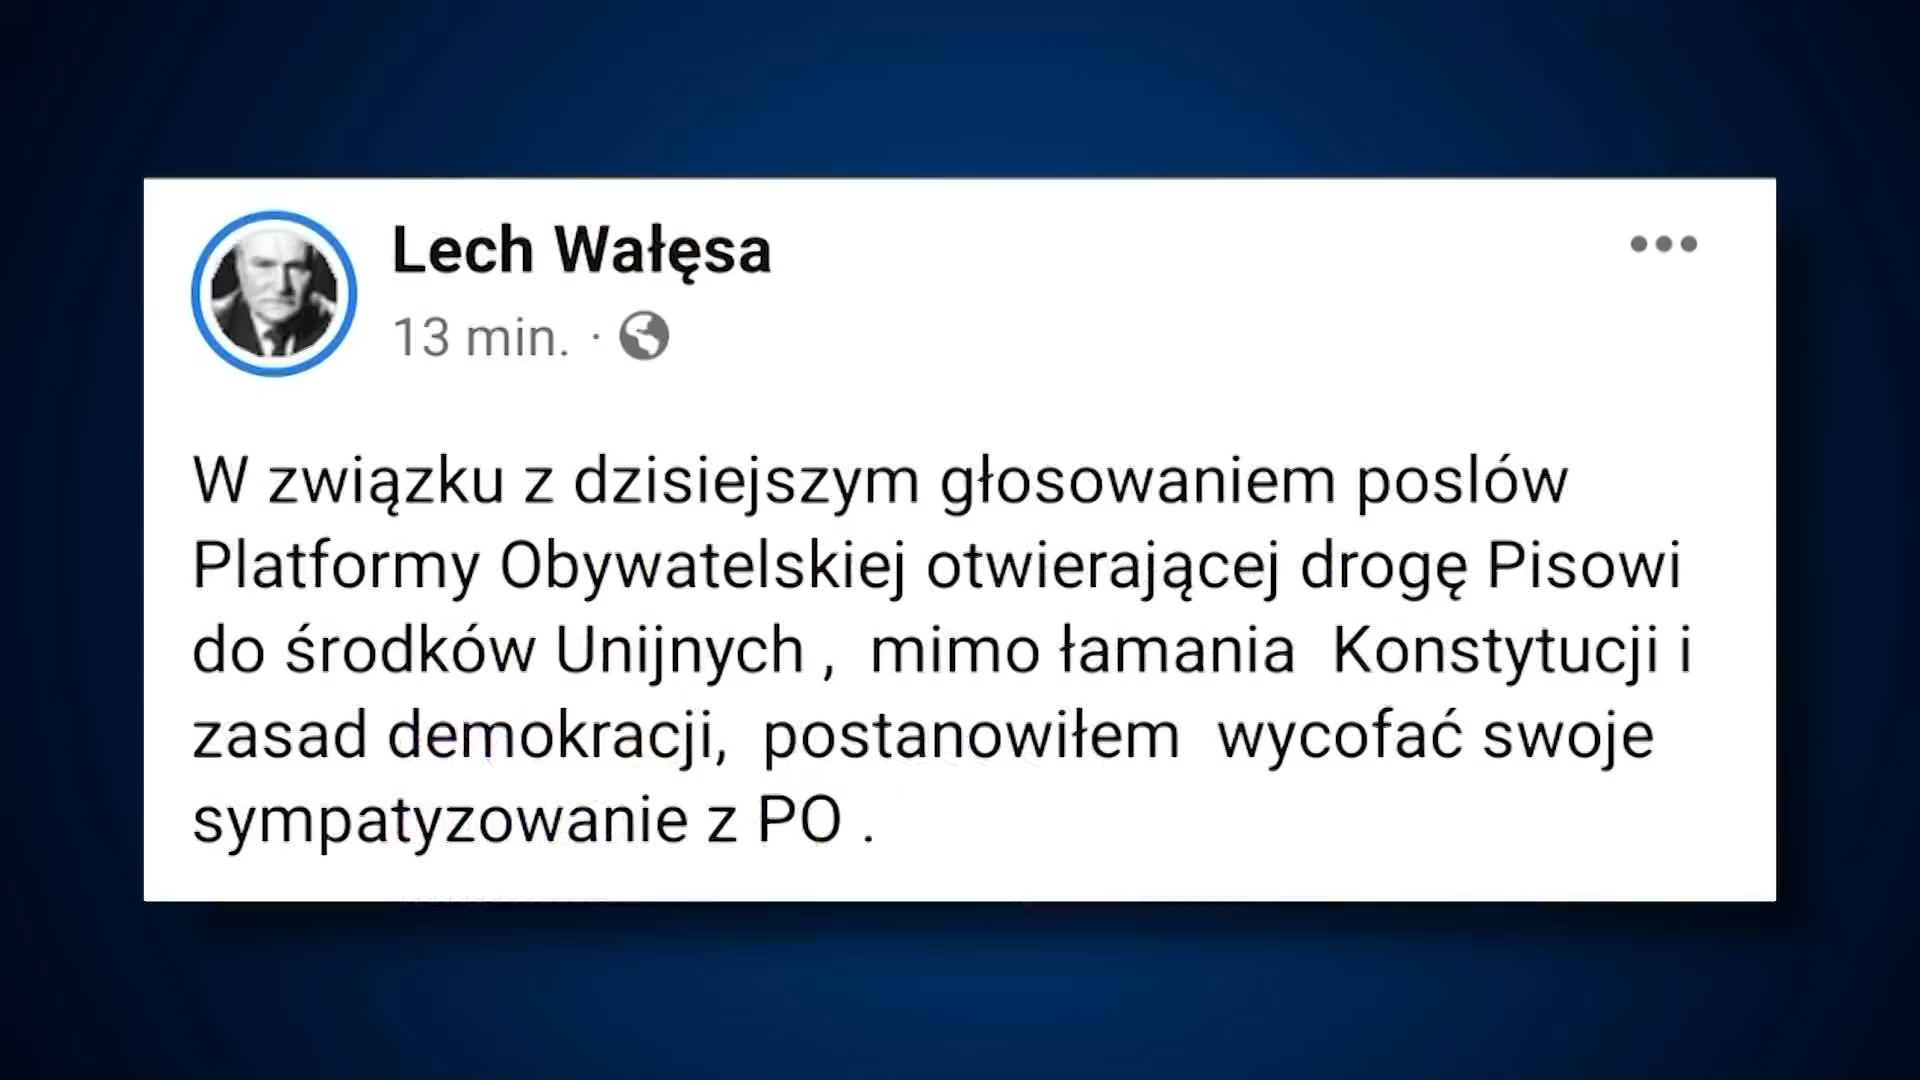 Lech Wałęsa
13 min. ·
W związku z dzisiejszym głosowaniem poslów
Platformy Obywatelskiej otwierającej drogę Pisowi
do środków Unijnych ,  mimo łamania  Konstytucji i
zasad demokracji,  postanowiłem  wycofać swoje
sympatyzowanie z PO .